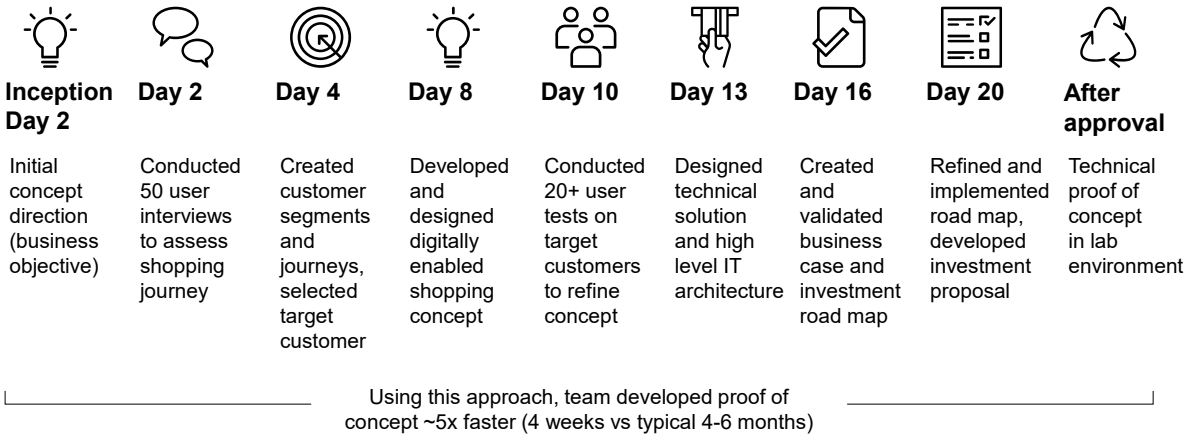 Inception
Day 2
Initial
concept
direction
(business
objective)
Day 2
Conducted
50 user
interviews
to assess
shopping
journey
Day 4
Created
customer
segments
and
journeys,
selected
target
customer
Day 8
Developed
and
designed
digitally
enabled
shopping
concept
Day 10
Conducted
20+ user
tests on
target
customers
to refine
concept
Day 13
Designed
technical
solution
and high
level IT
architecture
Day 16
Created
and
validated
business
case and
investment
road map
Day 20
Refined and
implemented
road map,
developed
investment
proposal
After
approval
Technical
proof of
concept
in lab
environment
Using this approach, team developed proof of
concept ~5x faster (4 weeks vs typical 4-6 months)